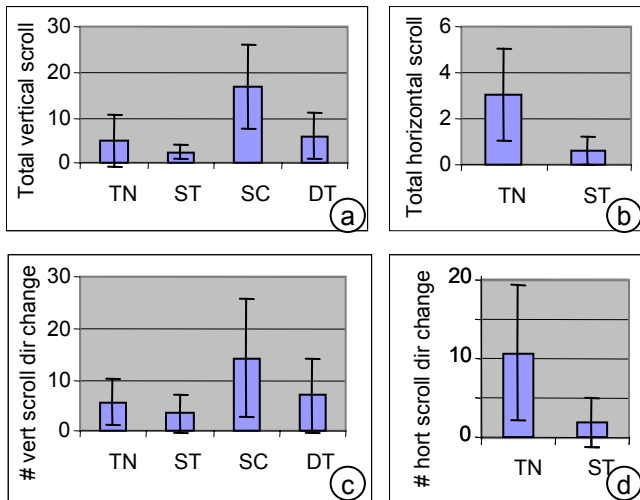 Total vertical scroll
30
20
10
0
TN ST SC DT
a
Total horizontal scroll
6
4
2
0
TN ST
b
# vert scroll dir change
30
20
10
0
TN ST SC DT
c
# hort scroll dir change
20
10
0
TN ST
d